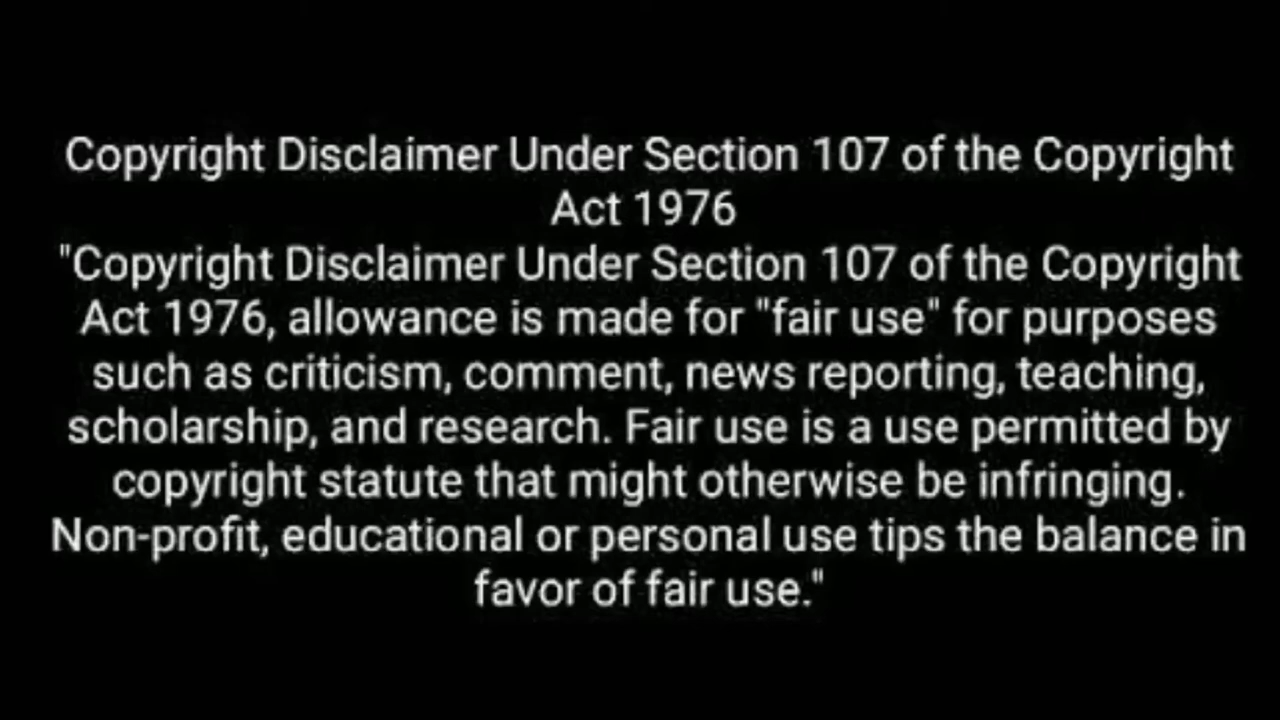 Copyright Disclaimer Under Section 107 of the Copyright
Act 1976
"Copyright Disclaimer Under Section 107 of the Copyright
Act 1976, allowance is made for "fair use" for purposes
such as criticism, comment, news reporting, teaching,
scholarship, and research. Fair use is a use permitted by
copyright statute that might otherwise be infringing.
Non-profit, educational or personal use tips the balance in
favor of fair use."